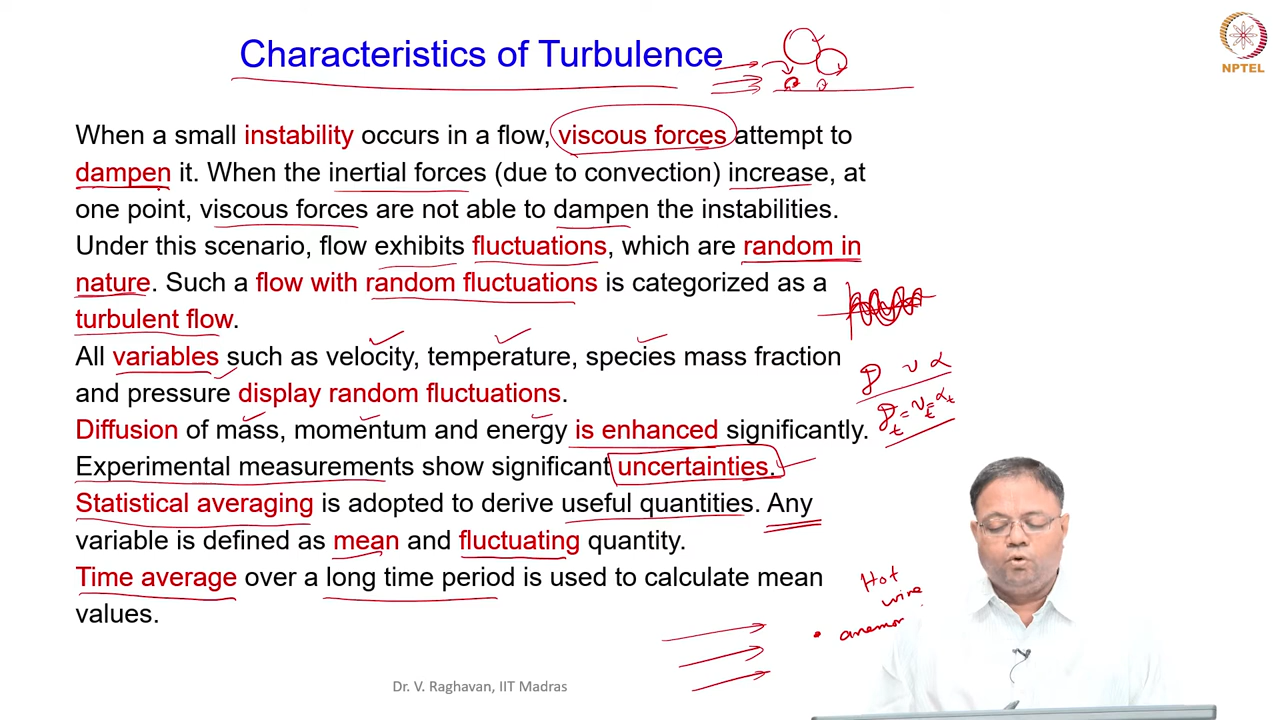 Characteristics of Turbulence
NPTEL
When a small instability occurs in a flow, viscous forces attempt to
dampen it. When the inertial forces (due to convection) increase, at
one point, viscous forces are not able to dampen the instabilities.
Under this scenario, flow exhibits fluctuations, which are random in
nature. Such a flow with random fluctuations is categorized as a
turbulent flow.
All variables such as velocity, temperature, species mass fraction
and pressure display random fluctuations.
D ν α
D_t = ν_t = α_t
Diffusion of mass, momentum and energy is enhanced significantly.
Experimental measurements show significant uncertainties.
Statistical averaging is adopted to derive useful quantities. Any
variable is defined as mean and fluctuating quantity.
Time average over a long time period is used to calculate mean
values.
Hot
wire
anemor
Dr. V. Raghavan, IIT Madras